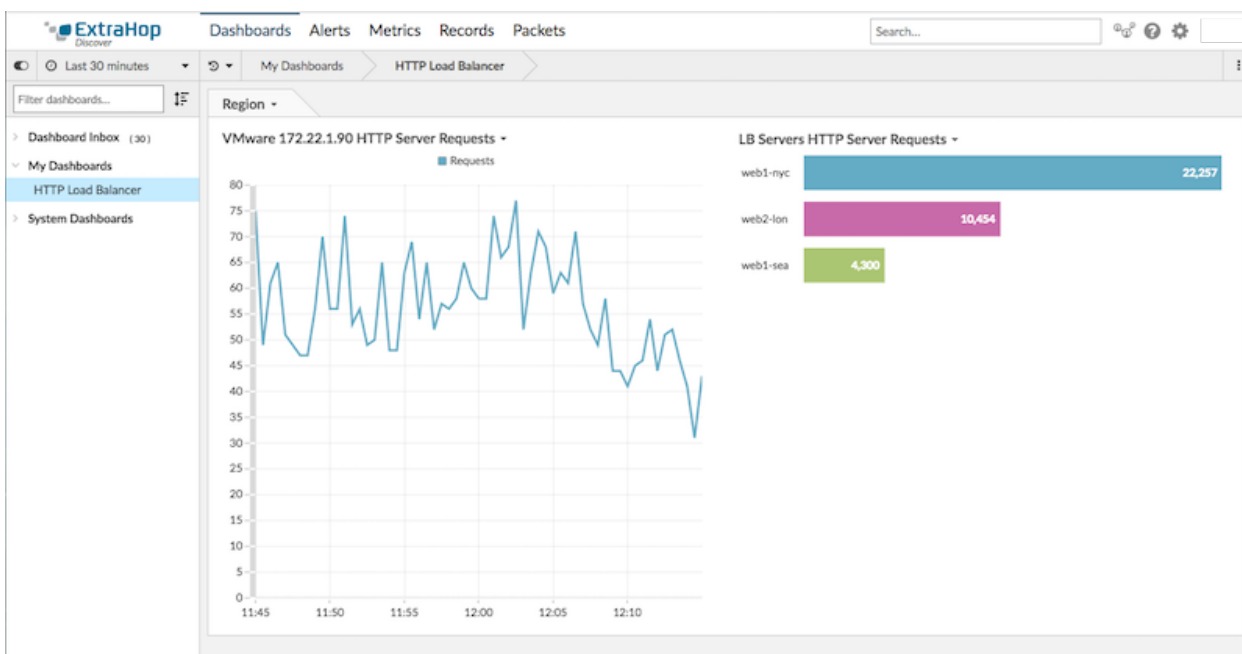 ExtraHop
Discover
Dashboards Alerts Metrics Records Packets
Search...
Last 30 minutes
My Dashboards
HTTP Load Balancer
Filter dashboards...
Dashboard Inbox (30)
My Dashboards
HTTP Load Balancer
System Dashboards
Region
VMware 172.22.1.90 HTTP Server Requests
Requests
80
75
70
65
60
55
50
45
40
35
30
25
20
15
10
5
0
11:45 11:50 11:55 12:00 12:05 12:10
LB Servers HTTP Server Requests
web1-nyc 22,257
web2-lon 10,454
web1-sea 4,300